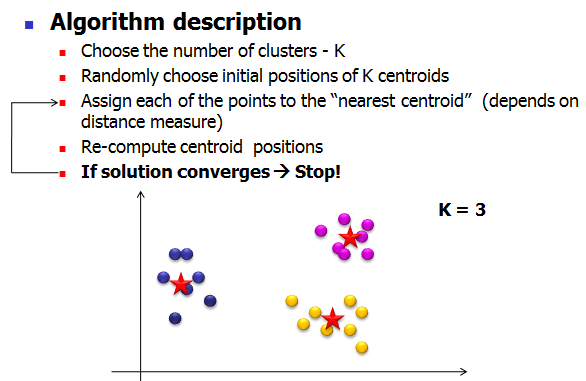 Algorithm description
Choose the number of clusters - K
Randomly choose initial positions of K centroids
Assign each of the points to the “nearest centroid” (depends on
distance measure)
Re-compute centroid positions
If solution converges → Stop!
K = 3